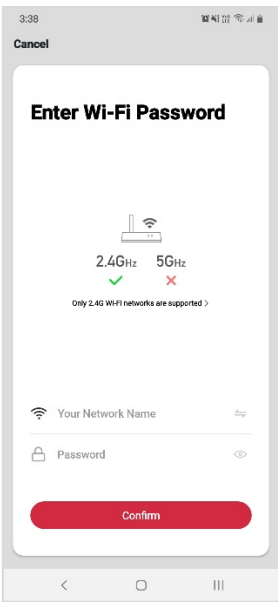 3:38
Cancel
Enter Wi-Fi Password
2.4GHz 5GHz
Only 2.4G Wi-Fi networks are supported >
Your Network Name
Password
Confirm